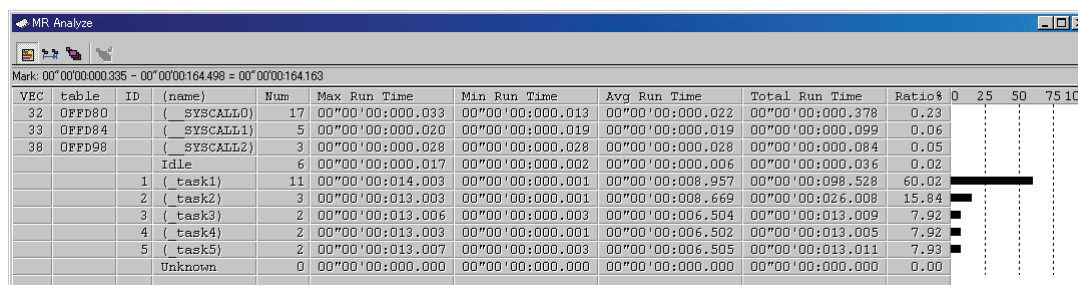 MR Analyze
Mark: 00"00'00:000.335 - 00"00'00:164.498 = 00"00'00:164.163
VEC table ID (name) Num Max Run Time Min Run Time Avg Run Time Total Run Time Ratio% 0 25 50 75 10
32 0FFD80 (__SYSCALL0) 17 00"00'00:000.033 00"00'00:000.013 00"00'00:000.022 00"00'00:000.378 0.23
33 0FFD84 (__SYSCALL1) 5 00"00'00:000.020 00"00'00:000.019 00"00'00:000.019 00"00'00:000.099 0.06
38 0FFD98 (__SYSCALL2) 3 00"00'00:000.028 00"00'00:000.028 00"00'00:000.028 00"00'00:000.084 0.05
Idle 6 00"00'00:000.017 00"00'00:000.002 00"00'00:000.006 00"00'00:000.036 0.02
1 (_task1) 11 00"00'00:014.003 00"00'00:000.001 00"00'00:008.957 00"00'00:098.528 60.02
2 (_task2) 3 00"00'00:013.003 00"00'00:000.001 00"00'00:008.669 00"00'00:026.008 15.84
3 (_task3) 2 00"00'00:013.006 00"00'00:000.003 00"00'00:006.504 00"00'00:013.009 7.92
4 (_task4) 2 00"00'00:013.003 00"00'00:000.001 00"00'00:006.502 00"00'00:013.005 7.92
5 (_task5) 2 00"00'00:013.007 00"00'00:000.003 00"00'00:006.505 00"00'00:013.011 7.93
Unknown 0 00"00'00:000.000 00"00'00:000.000 00"00'00:000.000 00"00'00:000.000 0.00